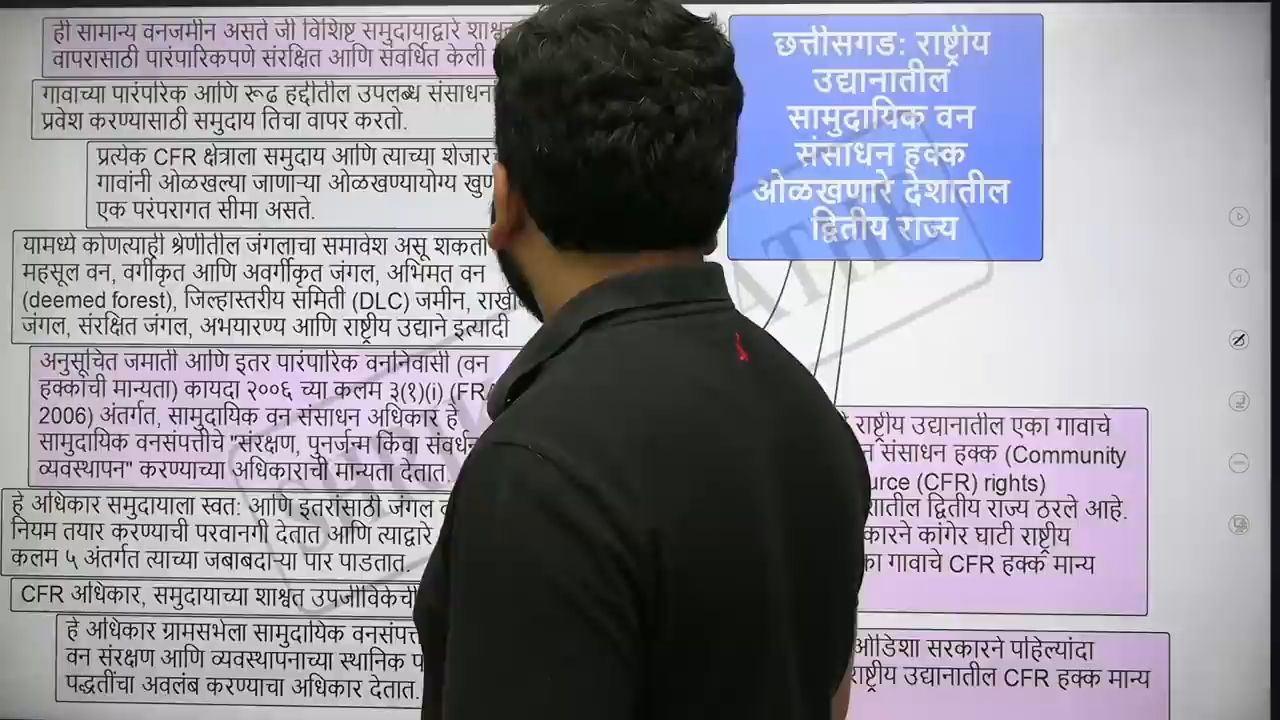 ही सामान्य वनजमीन असते जी विशिष्ट समुदायाद्वारे
वापरासाठी पारंपारिकपणे संरक्षित आणि संवर्धित केली
गावाच्या पारंपरिक आणि रूढ हद्दीतील उपलब्ध
प्रवेश करण्यासाठी समुदाय तिचा वापर करतो.
प्रत्येक CFR क्षेत्राला समुदाय आणि त्याच्या
गावांनी ओळखल्या जाणाऱ्या ओळखण्यायोग्य
एक परंपरागत सीमा असते.
यामध्ये कोणत्याही श्रेणीतील जंगलाचा समावेश असू शकतो
महसूल वन, वर्गीकृत आणि अवर्गीकृत जंगल, अभिमत वन
(deemed forest), जिल्हास्तरीय समिती (DLC) जमीन,
जंगल, संरक्षित जंगल, अभयारण्य आणि राष्ट्रीय उद्याने इत्यादी
अनुसूचित जमाती आणि इतर पारंपारिक वननिवासी (वन
हक्कांची मान्यता) कायदा २००६ च्या कलम ३(१)(i)
2006) अंतर्गत, सामुदायिक वन संसाधन अधिकार हे
सामुदायिक वनसंपत्तीचे "संरक्षण, पुनर्जन्म किंवा संवर्धन
व्यवस्थापन" करण्याच्या अधिकाराची मान्यता देतात.
हे अधिकार समुदायाला स्वत: आणि इतरांसाठी जंगल
नियम तयार करण्याची परवानगी देतात आणि त्याद्वारे
कलम ५ अंतर्गत त्याच्या जबाबदाऱ्या पार पाडतात.
CFR अधिकार, समुदायाच्या शाश्वत उपजीविकेची
हे अधिकार ग्रामसभेला सामुदायिक
वन संरक्षण आणि व्यवस्थापनाच्या स्थानिक
पद्धतींचा अवलंब करण्याचा अधिकार देतात.
छत्तीसगड: राष्ट्रीय
उद्यानातील
सामुदायिक वन
संसाधन हक्क
ओळखणारे देशातील
द्वितीय राज्य
राष्ट्रीय उद्यानातील एका गावाचे
संसाधन हक्क (Community
(CFR) rights)
द्वितीय राज्य ठरले आहे.
कांगेर घाटी राष्ट्रीय
गावाचे CFR हक्क मान्य
ओडिशा सरकारने पहिल्यांदा
राष्ट्रीय उद्यानातील CFR हक्क मान्य